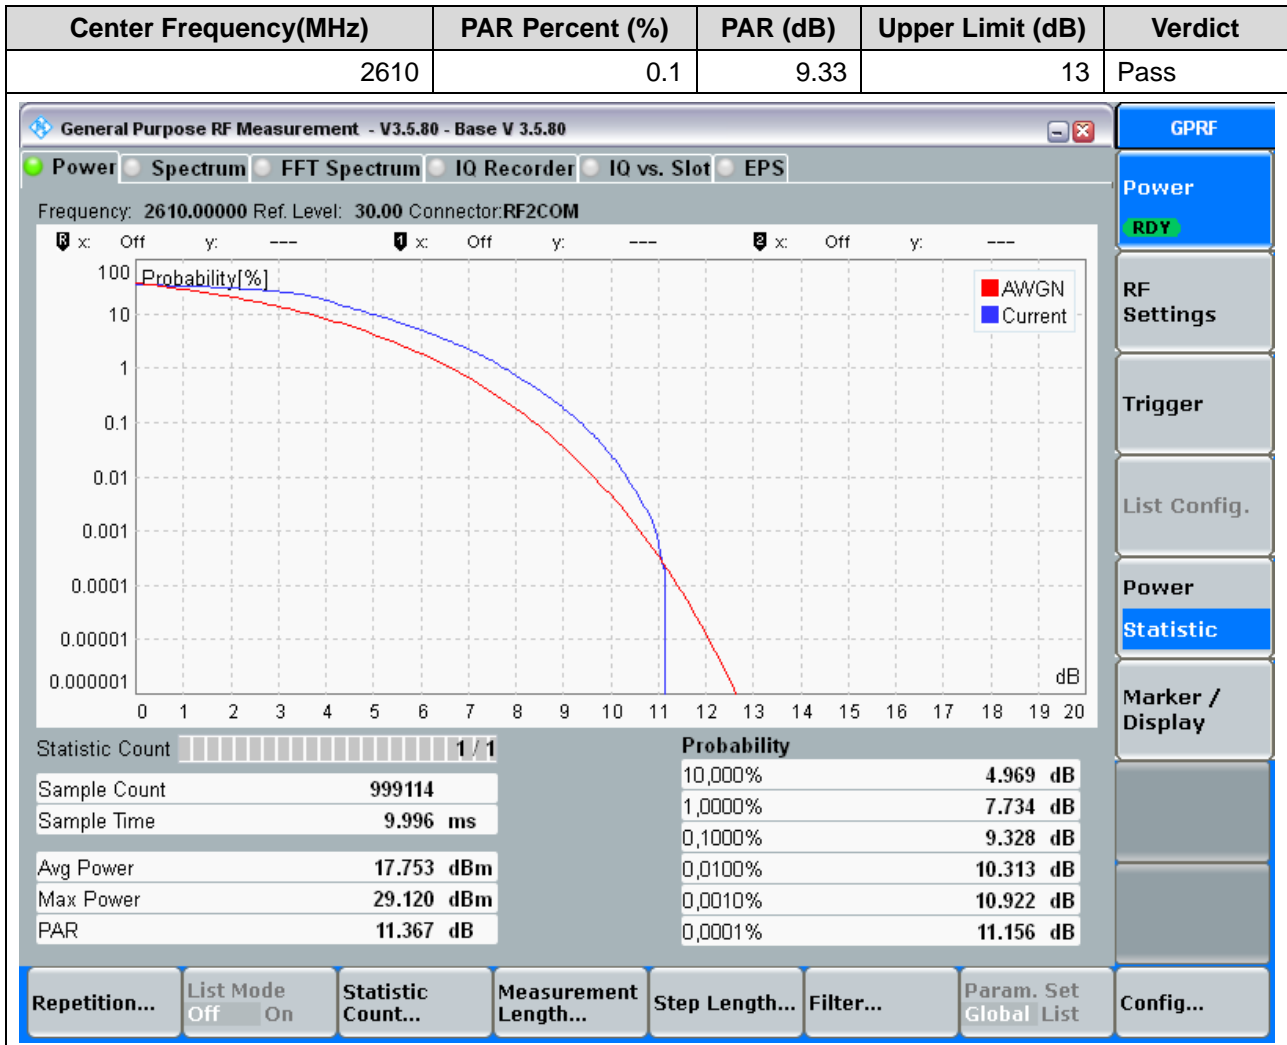 Center Frequency(MHz) PAR Percent (%) PAR (dB) Upper Limit (dB) Verdict
2610 0.1 9.33 13 Pass
General Purpose RF Measurement - V3.5.80 - Base V 3.5.80
GPRF
Power Spectrum FFT Spectrum IQ Recorder IQ vs. Slot EPS
Frequency: 2610.00000 Ref. Level: 30.00 Connector:RF2COM
R x: Off y: --- 1 x: Off y: --- 2 x: Off y: ---
Probability[%]
100
10
1
0.1
0.01
0.001
0.0001
0.00001
0.000001
AWGN
Current
dB
0 1 2 3 4 5 6 7 8 9 10 11 12 13 14 15 16 17 18 19 20
Statistic Count 1 / 1
Sample Count 999114
Sample Time 9.996 ms
Avg Power 17.753 dBm
Max Power 29.120 dBm
PAR 11.367 dB
Probability
10,000% 4.969 dB
1,0000% 7.734 dB
0,1000% 9.328 dB
0,0100% 10.313 dB
0,0010% 10.922 dB
0,0001% 11.156 dB
Power
RDY
RF
Settings
Trigger
List Config.
Power
Statistic
Marker /
Display
Repetition...
List Mode
Off On
Statistic
Count...
Measurement
Length...
Step Length...
Filter...
Param. Set
Global List
Config...